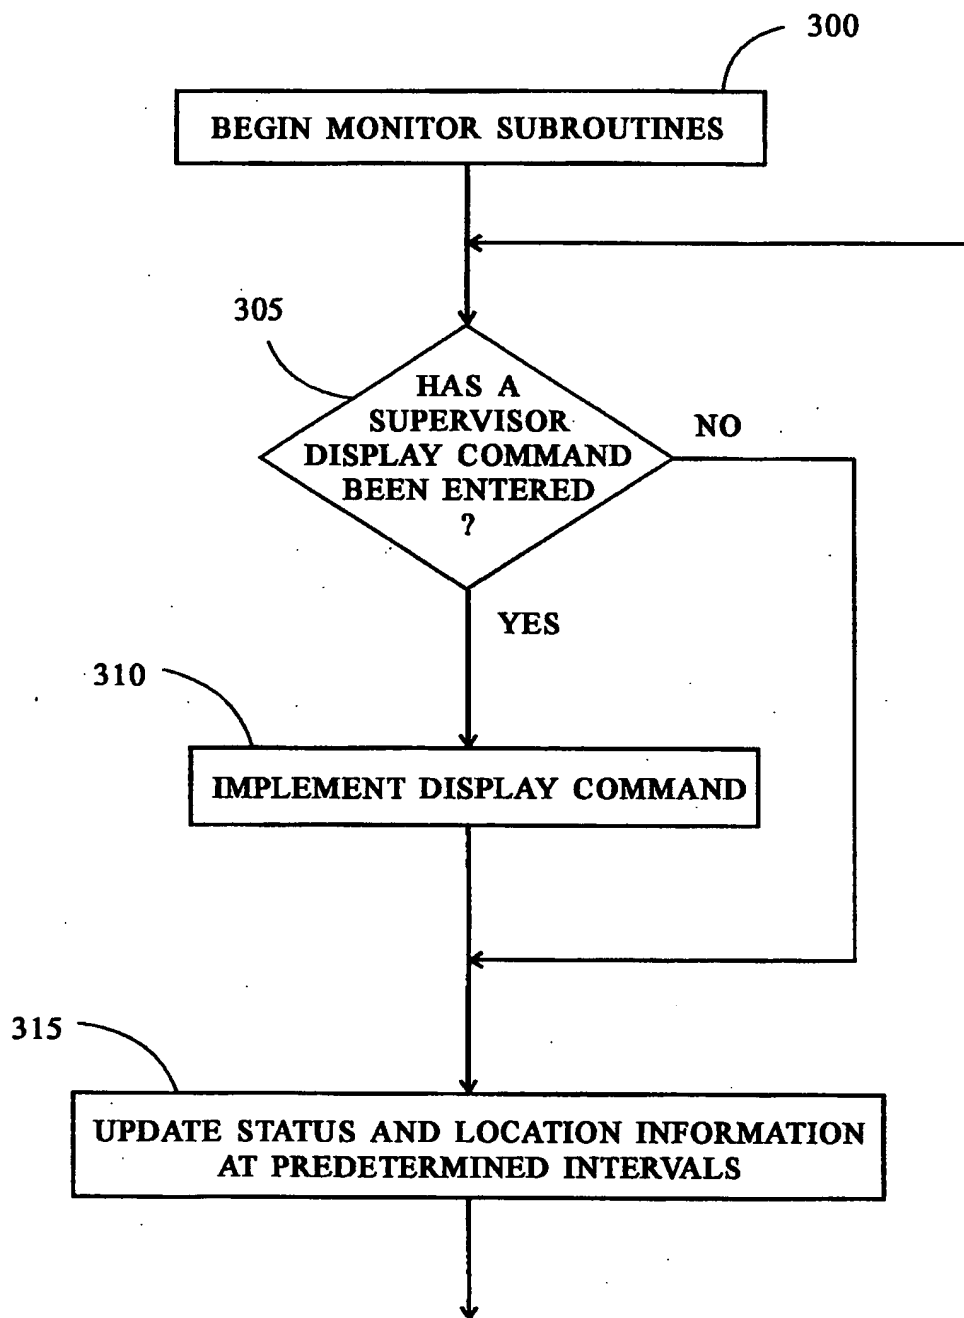 300
BEGIN MONITOR SUBROUTINES
305
HAS A
SUPERVISOR
DISPLAY COMMAND
BEEN ENTERED
?
NO
YES
310
IMPLEMENT DISPLAY COMMAND
315
UPDATE STATUS AND LOCATION INFORMATION
AT PREDETERMINED INTERVALS